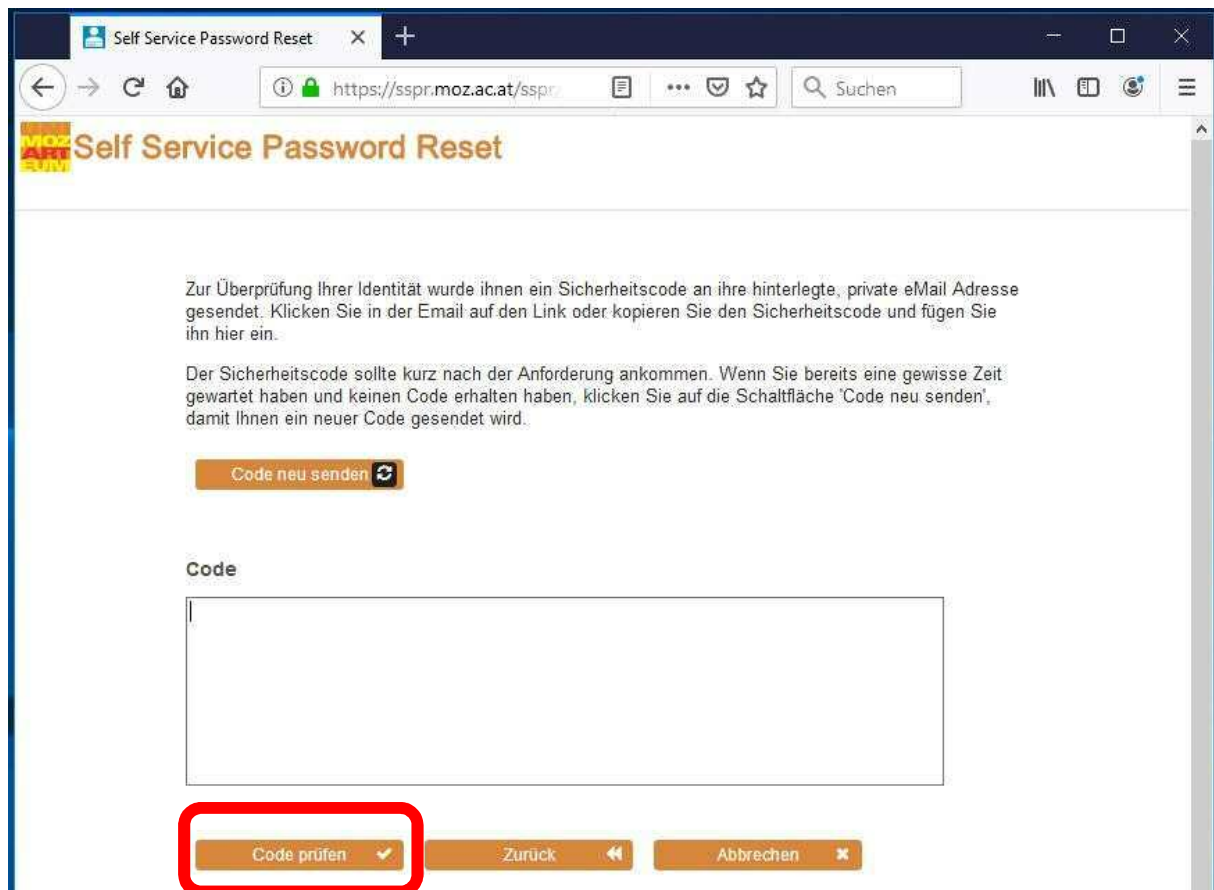 Self Service Password Reset
https://sspr.moz.ac.at/sspr
Suchen
MOZ
ART
EUM
Self Service Password Reset
Zur Überprüfung Ihrer Identität wurde ihnen ein Sicherheitscode an ihre hinterlegte, private eMail Adresse
gesendet. Klicken Sie in der Email auf den Link oder kopieren Sie den Sicherheitscode und fügen Sie
ihn hier ein.
Der Sicherheitscode sollte kurz nach der Anforderung ankommen. Wenn Sie bereits eine gewisse Zeit
gewartet haben und keinen Code erhalten haben, klicken Sie auf die Schaltfläche 'Code neu senden',
damit Ihnen ein neuer Code gesendet wird.
Code neu senden
Code
Code prüfen Zurück Abbrechen